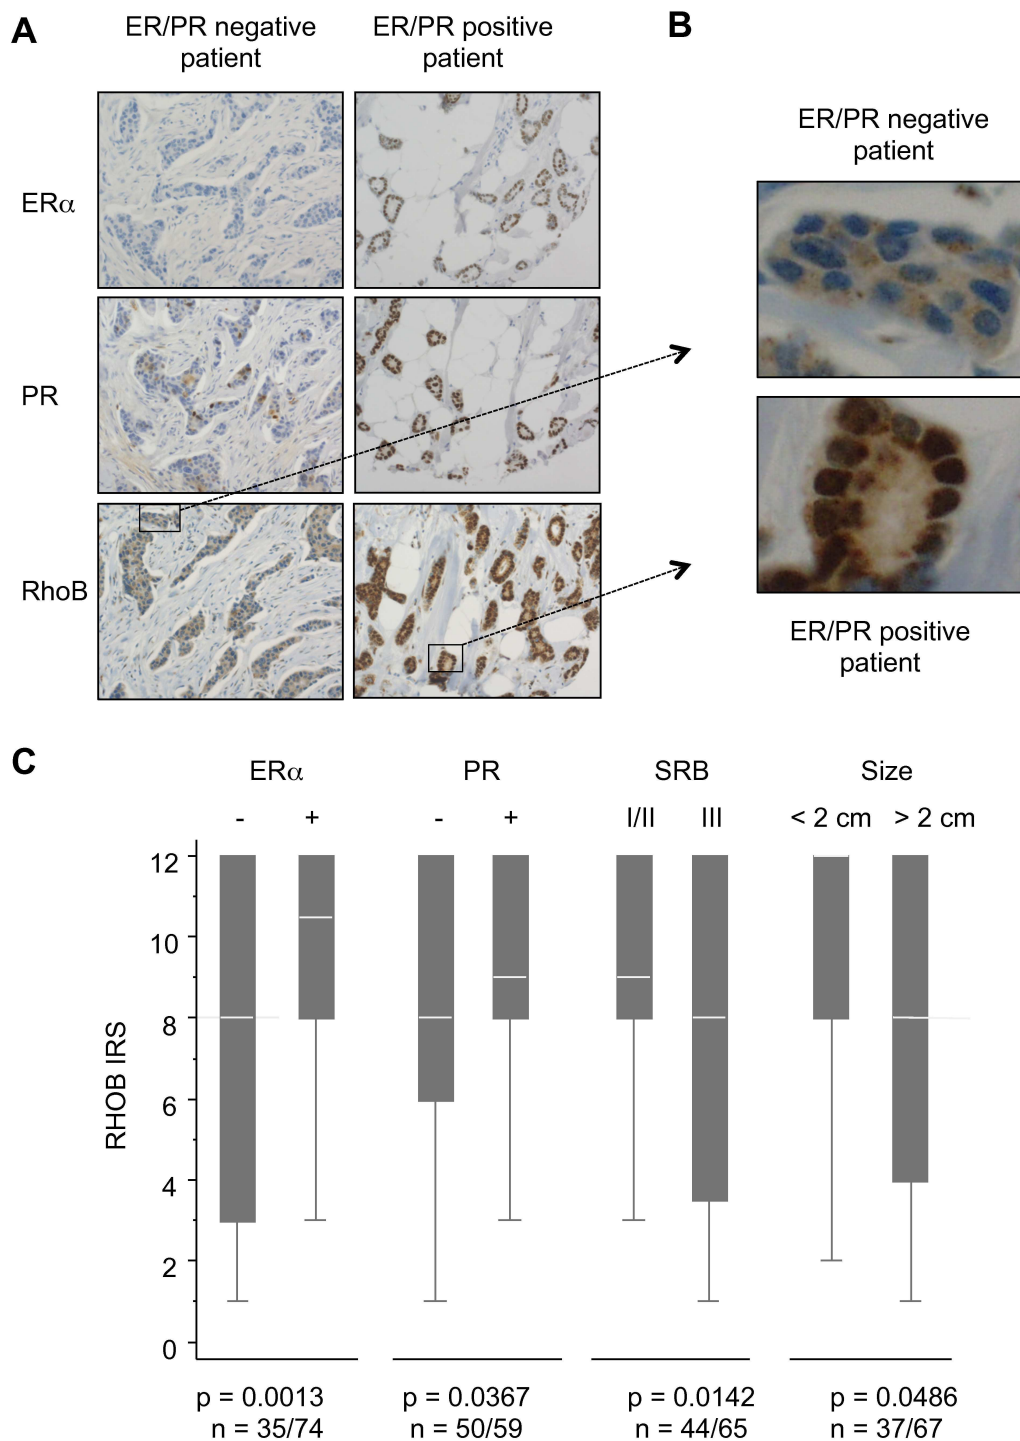 A
ER/PR negative
patient
ER/PR positive
patient
B
ER/PR negative
patient
ERα
PR
RhoB
ER/PR positive
patient
C
ERα PR SRB Size
- + - + I/II III < 2 cm > 2 cm
12
10
8
6
4
2
0
RHOB IRS
p = 0.0013 p = 0.0367 p = 0.0142 p = 0.0486
n = 35/74 n = 50/59 n = 44/65 n = 37/67